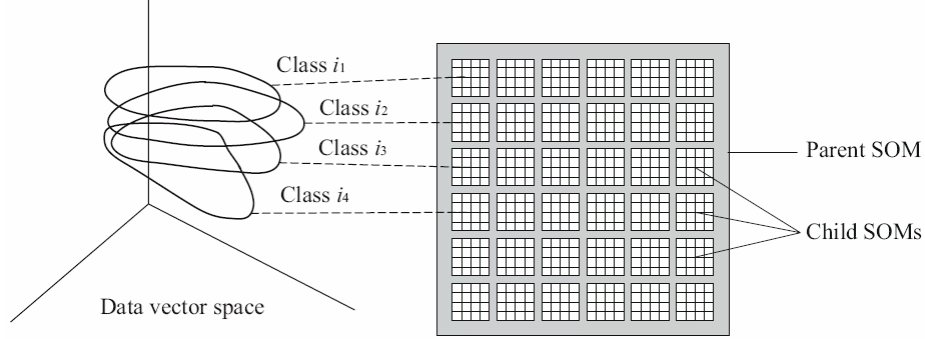 Class i1
Class i2
Class i3
Class i4
Data vector space
Parent SOM
Child SOMs